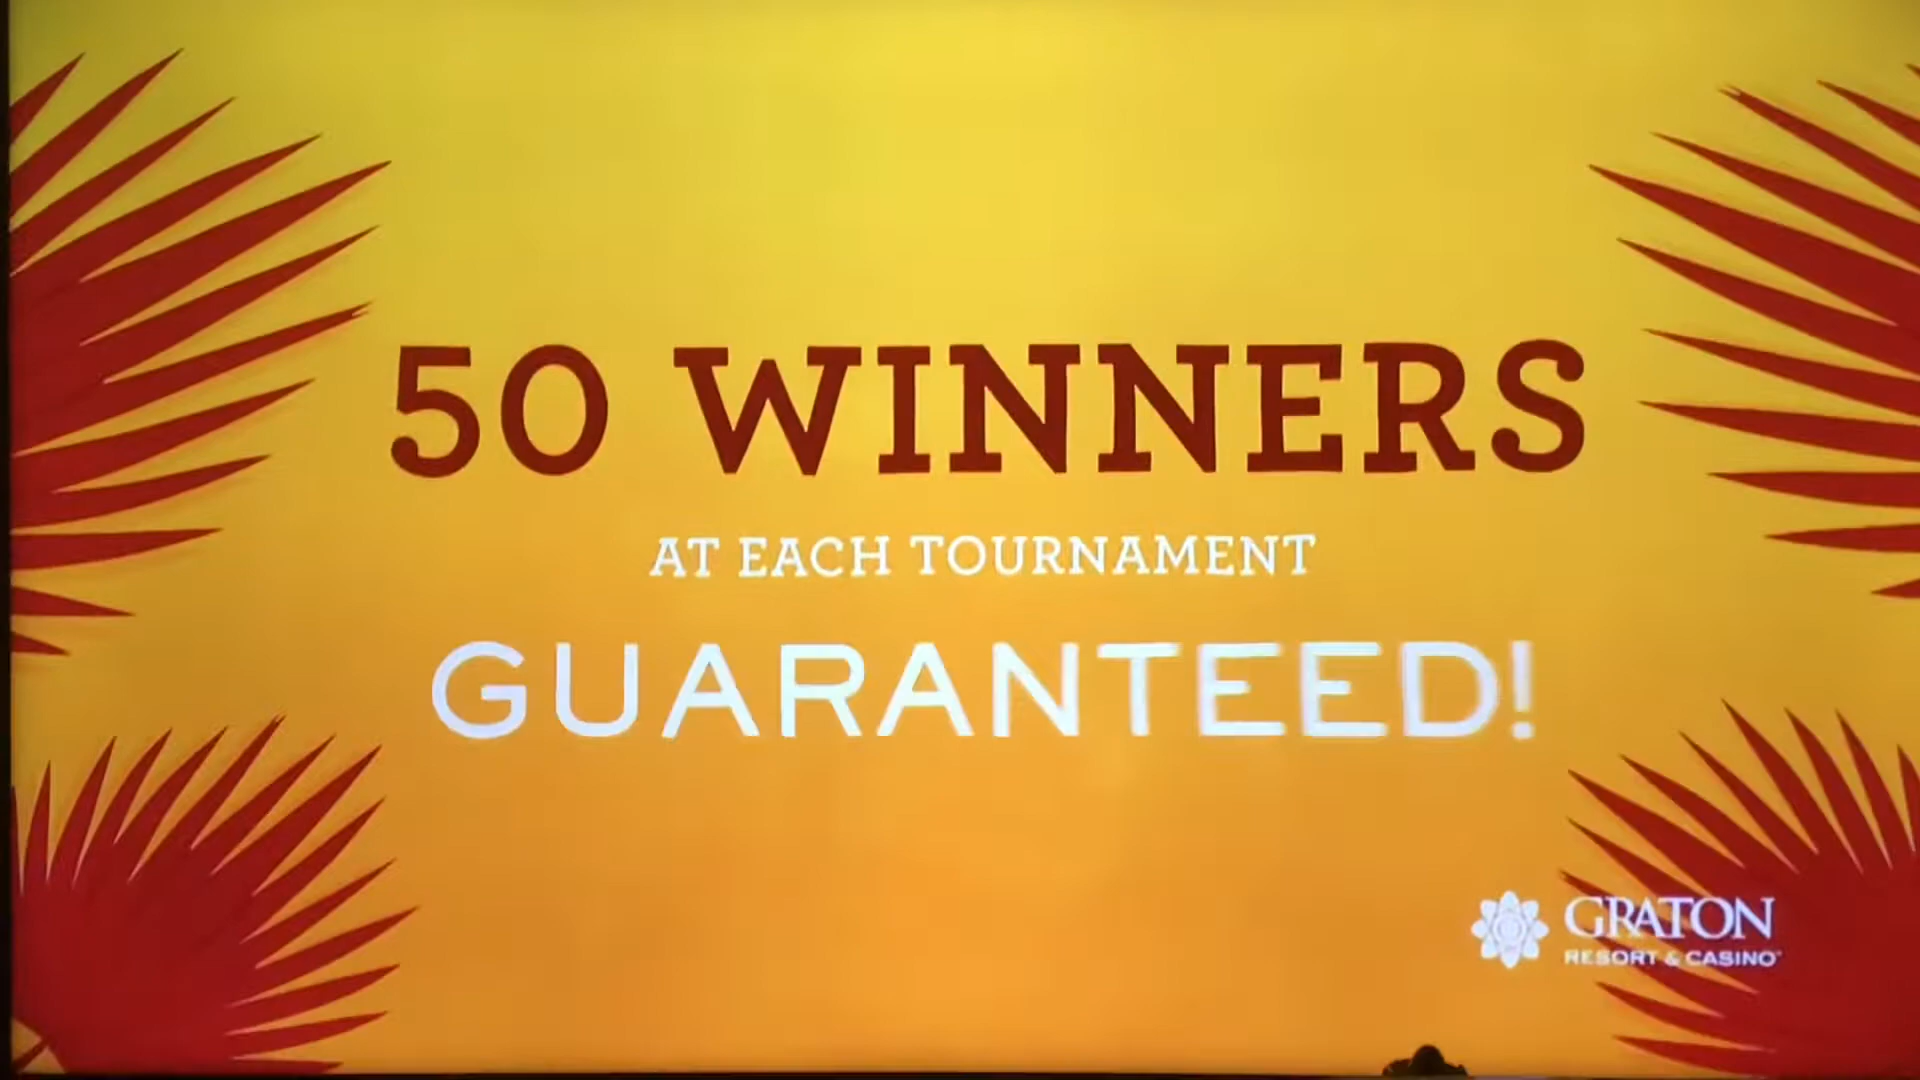 50 WINNERS
AT EACH TOURNAMENT
GUARANTEED!
GRATON
RESORT & CASINO